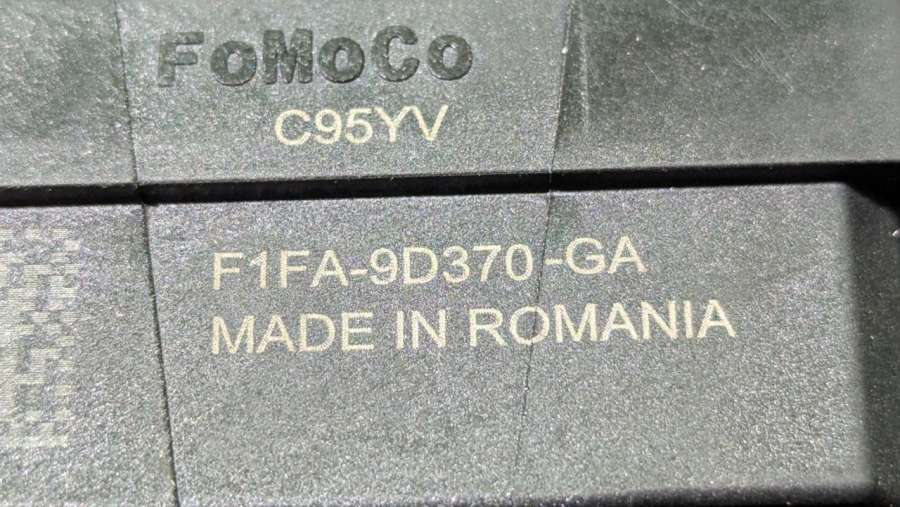 FoMoCo
C95YV
F1FA-9D370-GA
MADE IN ROMANIA